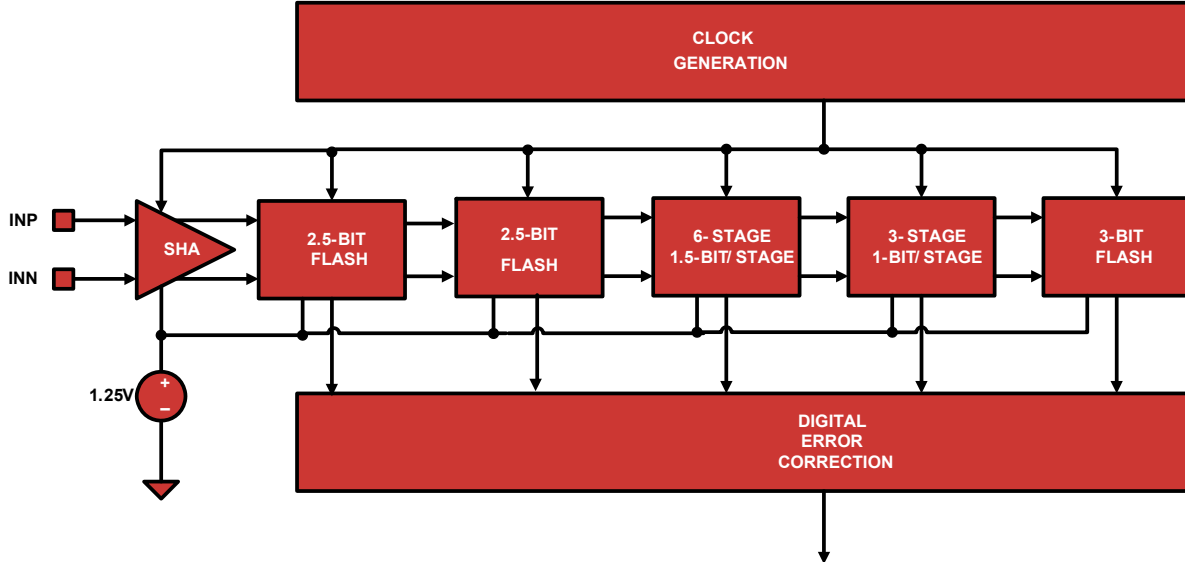 CLOCK
GENERATION
INP
INN
SHA
2.5-BIT
FLASH
2.5-BIT
FLASH
6- STAGE
1.5-BIT/ STAGE
3- STAGE
1-BIT/ STAGE
3-BIT
FLASH
1.25V
+
−
DIGITAL
ERROR
CORRECTION